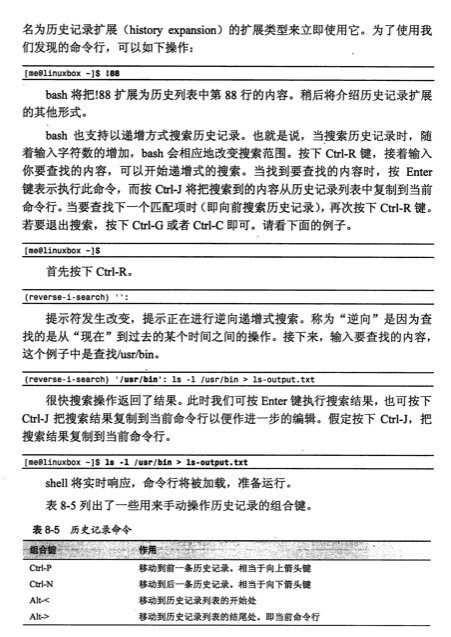 名为历史记录扩展（history expansion）的扩展类型来立即使用它。为了使用我
们发现的命令行，可以如下操作：
[me@linuxbox ~]$ !88
bash 将把!88 扩展为历史列表中第 88 行的内容。稍后将介绍历史记录扩展
的其他形式。
bash 也支持以递增方式搜索历史记录。也就是说，当搜索历史记录时，随
着输入字符数的增加，bash 会相应地改变搜索范围。按下 Ctrl-R 键，接着输入
你要查找的内容，可以开始递增式的搜索。当找到要查找的内容时，按 Enter
键表示执行此命令，而按 Ctrl-J 将把搜索到的内容从历史记录列表中复制到当前
命令行。当要查找下一个匹配项时（即向前搜索历史记录），再次按下 Ctrl-R 键。
若要退出搜索，按下 Ctrl-G 或者 Ctrl-C 即可。请看下面的例子。
[me@linuxbox ~]$
首先按下 Ctrl-R。
(reverse-i-search) `':
提示符发生改变，提示正在进行逆向递增式搜索。称为“逆向”是因为查
找的是从“现在”到过去的某个时间之间的操作。接下来，输入要查找的内容，
这个例子中是查找/usr/bin。
(reverse-i-search) `/usr/bin': ls -l /usr/bin > ls-output.txt
很快搜索操作返回了结果。此时我们可按 Enter 键执行搜索结果，也可按下
Ctrl-J 把搜索结果复制到当前命令行以便作进一步的编辑。假定按下 Ctrl-J，把
搜索结果复制到当前命令行。
[me@linuxbox ~]$ ls -l /usr/bin > ls-output.txt
shell 将实时响应，命令行将被加载，准备运行。
表 8-5 列出了一些用来手动操作历史记录的组合键。
表 8-5 历史记录命令
组合键 作用
Ctrl-P 移动到前一条历史记录。相当于向上箭头键
Ctrl-N 移动到后一条历史记录。相当于向下箭头键
Alt-< 移动到历史记录列表的开始处
Alt-> 移动到历史记录列表的结尾处。即当前命令行